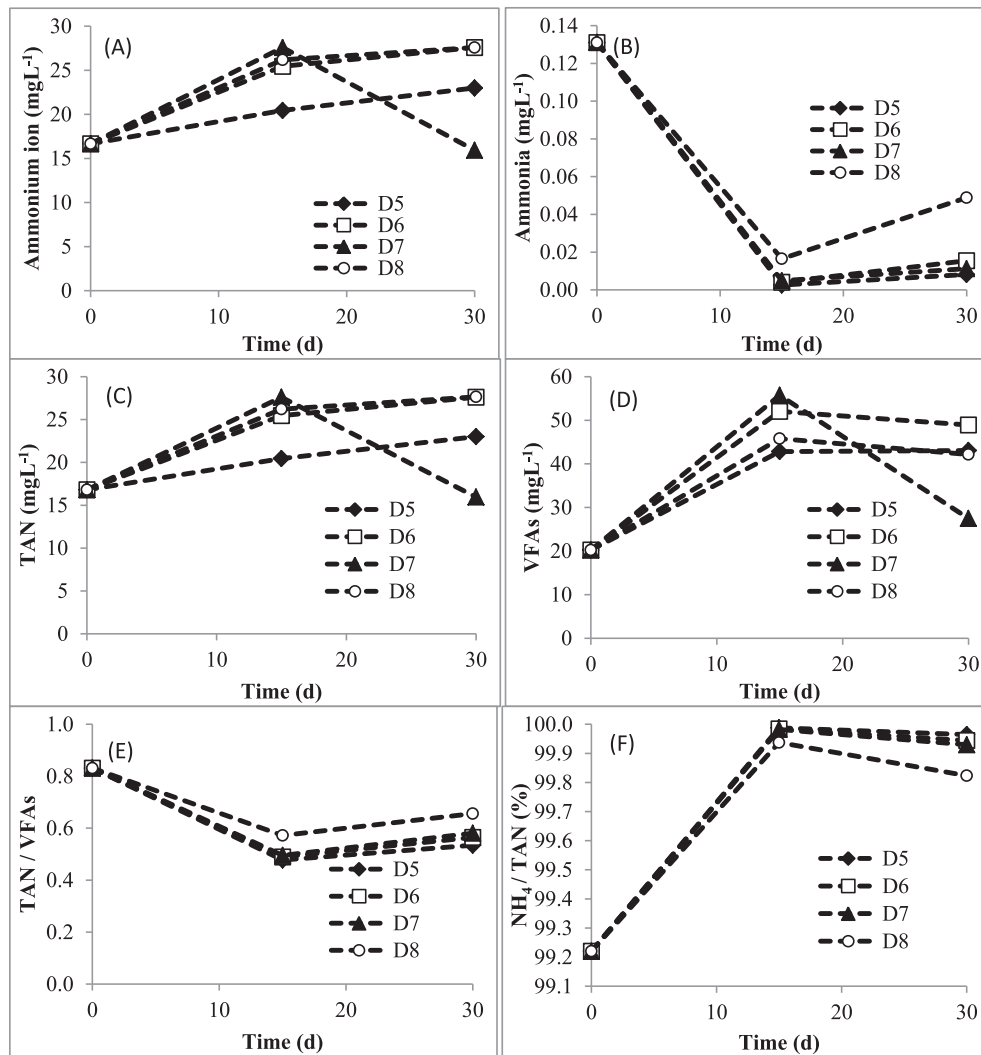 (A)
Ammonium ion (mgL⁻¹)
30
25
20
15
10
5
0
D5
D6
D7
D8
0 10 20 30
Time (d)
(B)
Ammonia (mgL⁻¹)
0.14
0.12
0.10
0.08
0.06
0.04
0.02
0.00
D5
D6
D7
D8
0 10 20 30
Time (d)
(C)
TAN (mgL⁻¹)
30
25
20
15
10
5
0
D5
D6
D7
D8
0 10 20 30
Time (d)
(D)
VFAs (mgL⁻¹)
60
50
40
30
20
10
0
D5
D6
D7
D8
0 10 20 30
Time (d)
(E)
TAN / VFAs
1.0
0.8
0.6
0.4
0.2
0.0
D5
D6
D7
D8
0 10 20 30
Time (d)
(F)
NH₄ / TAN (%)
100.0
99.9
99.8
99.7
99.6
99.5
99.4
99.3
99.2
99.1
D5
D6
D7
D8
0 10 20 30
Time (d)